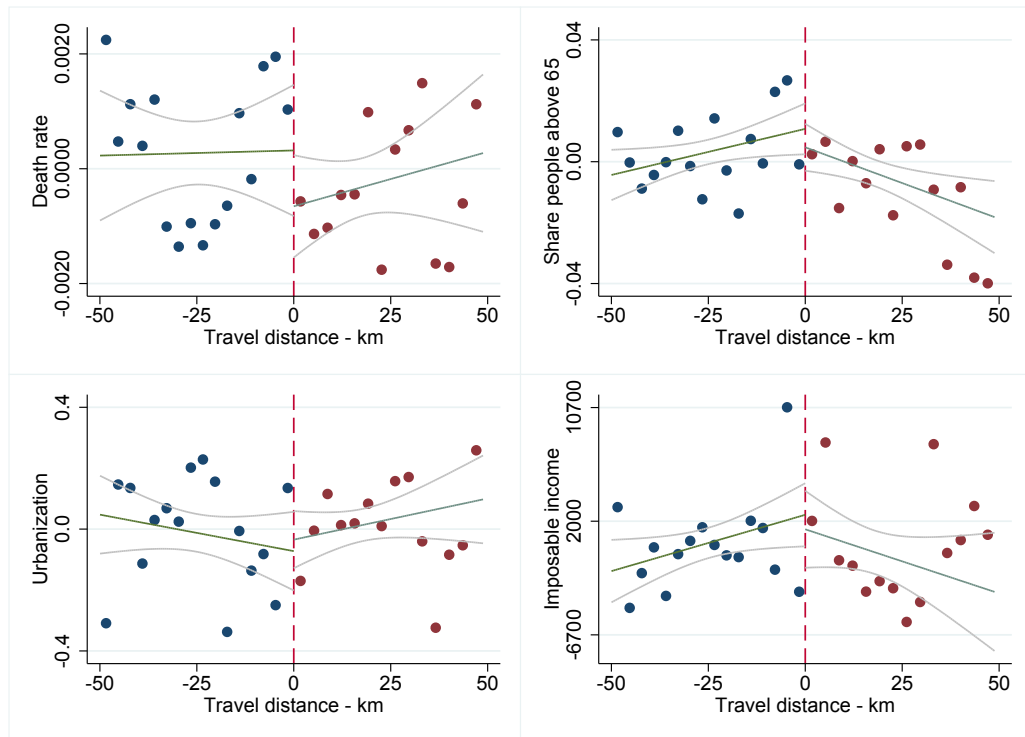 Death rate
0.0020
0.0000
-0.0020
-50 -25 0 25 50
Travel distance - km
Share people above 65
0.04
0.00
-0.04
-50 -25 0 25 50
Travel distance - km
Urbanization
0.4
0.0
-0.4
-50 -25 0 25 50
Travel distance - km
Imposable income
10700
2000
-6700
-50 -25 0 25 50
Travel distance - km